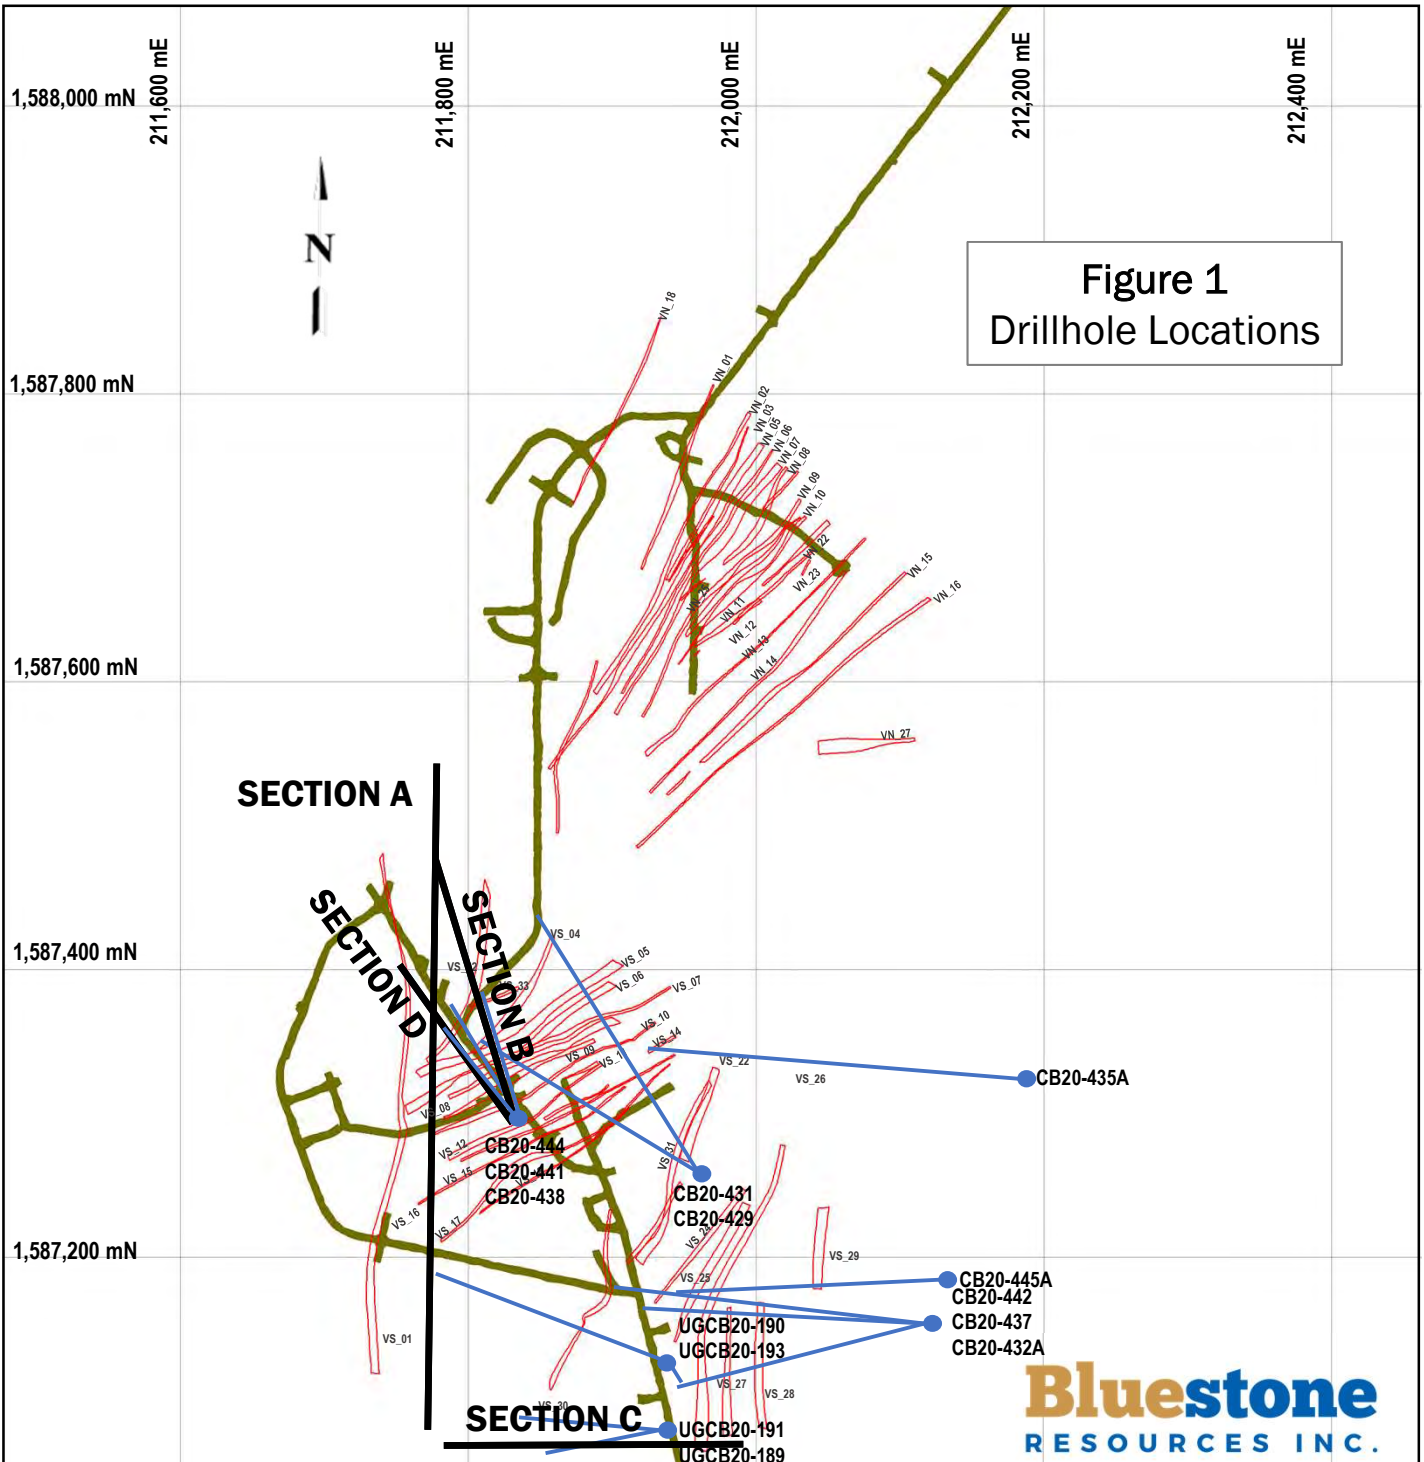 211,600 mE
211,800 mE
212,000 mE
212,200 mE
212,400 mE
1,588,000 mN
N
Figure 1
Drillhole Locations
VN_18
1,587,800 mN
VN_01
VN_02
VN_03
VN_05
VN_06
VN_07
VN_08
VN_09
VN_10
VN_22
VN_23
VN_15
VN_16
VN_11
VN_12
VN_13
VN_14
1,587,600 mN
VN_27
SECTION A
SECTION B
SECTION D
VS_04
1,587,400 mN
VS_05
VS_06
VS_07
VS_10
VS_14
VS_09
VS_22
VS_26
CB20-435A
VS_08
VS_12
VS_15
VS_16
VS_17
CB20-444
CB20-441
CB20-438
VS_31
CB20-431
CB20-429
VS_24
1,587,200 mN
VS_29
VS_25
CB20-445A
CB20-442
CB20-437
CB20-432A
UGCB20-190
UGCB20-193
VS_01
VS_27
VS_28
VS_30
SECTION C
UGCB20-191
UGCB20-189
Bluestone
RESOURCES INC.